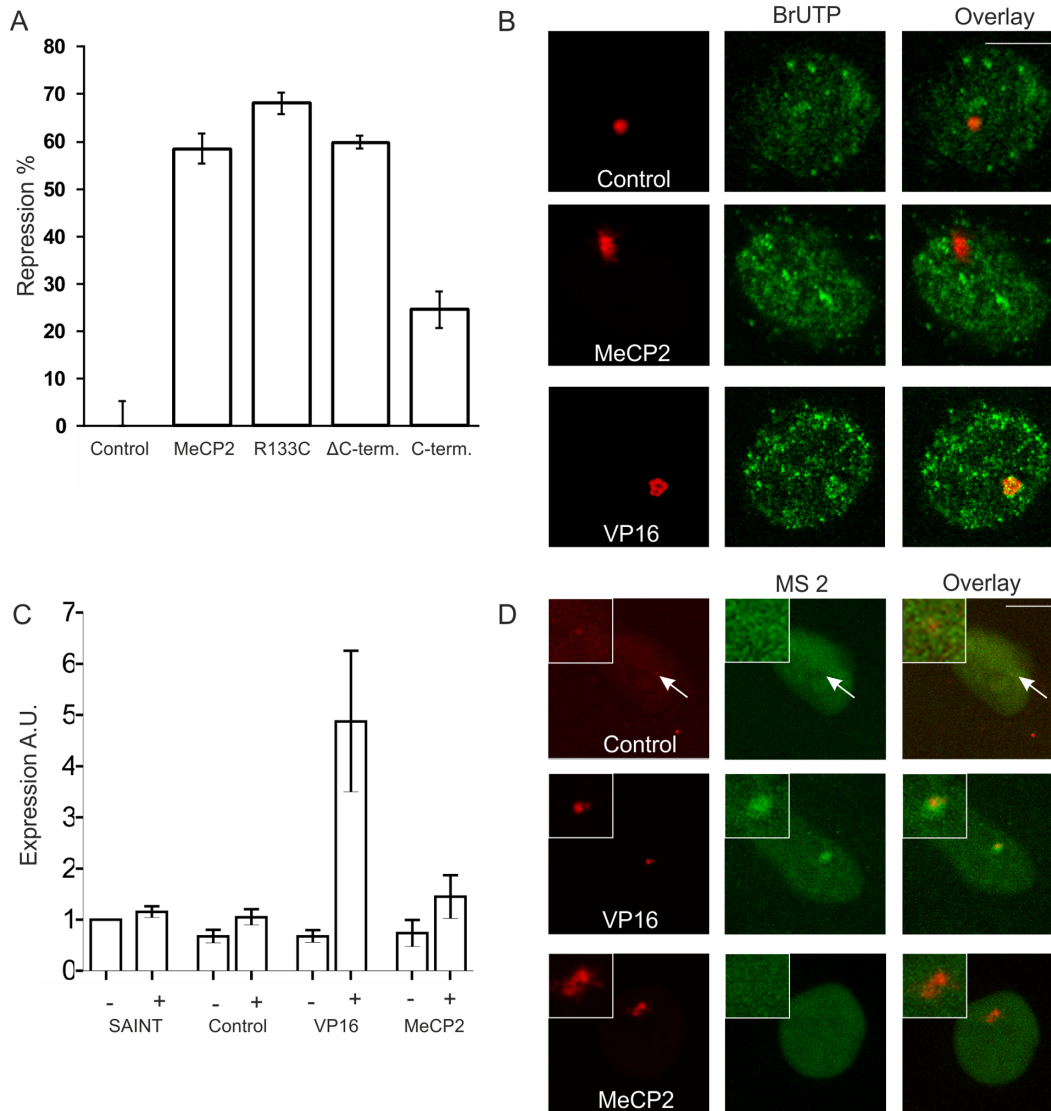 A
Repression %
80
70
60
50
40
30
20
10
0
Control MeCP2 R133C ΔC-term. C-term.
B
BrUTP Overlay
Control
MeCP2
VP16
C
Expression A.U.
7
6
5
4
3
2
1
0
- + - + - + - +
SAINT Control VP16 MeCP2
D
MS 2 Overlay
Control
VP16
MeCP2